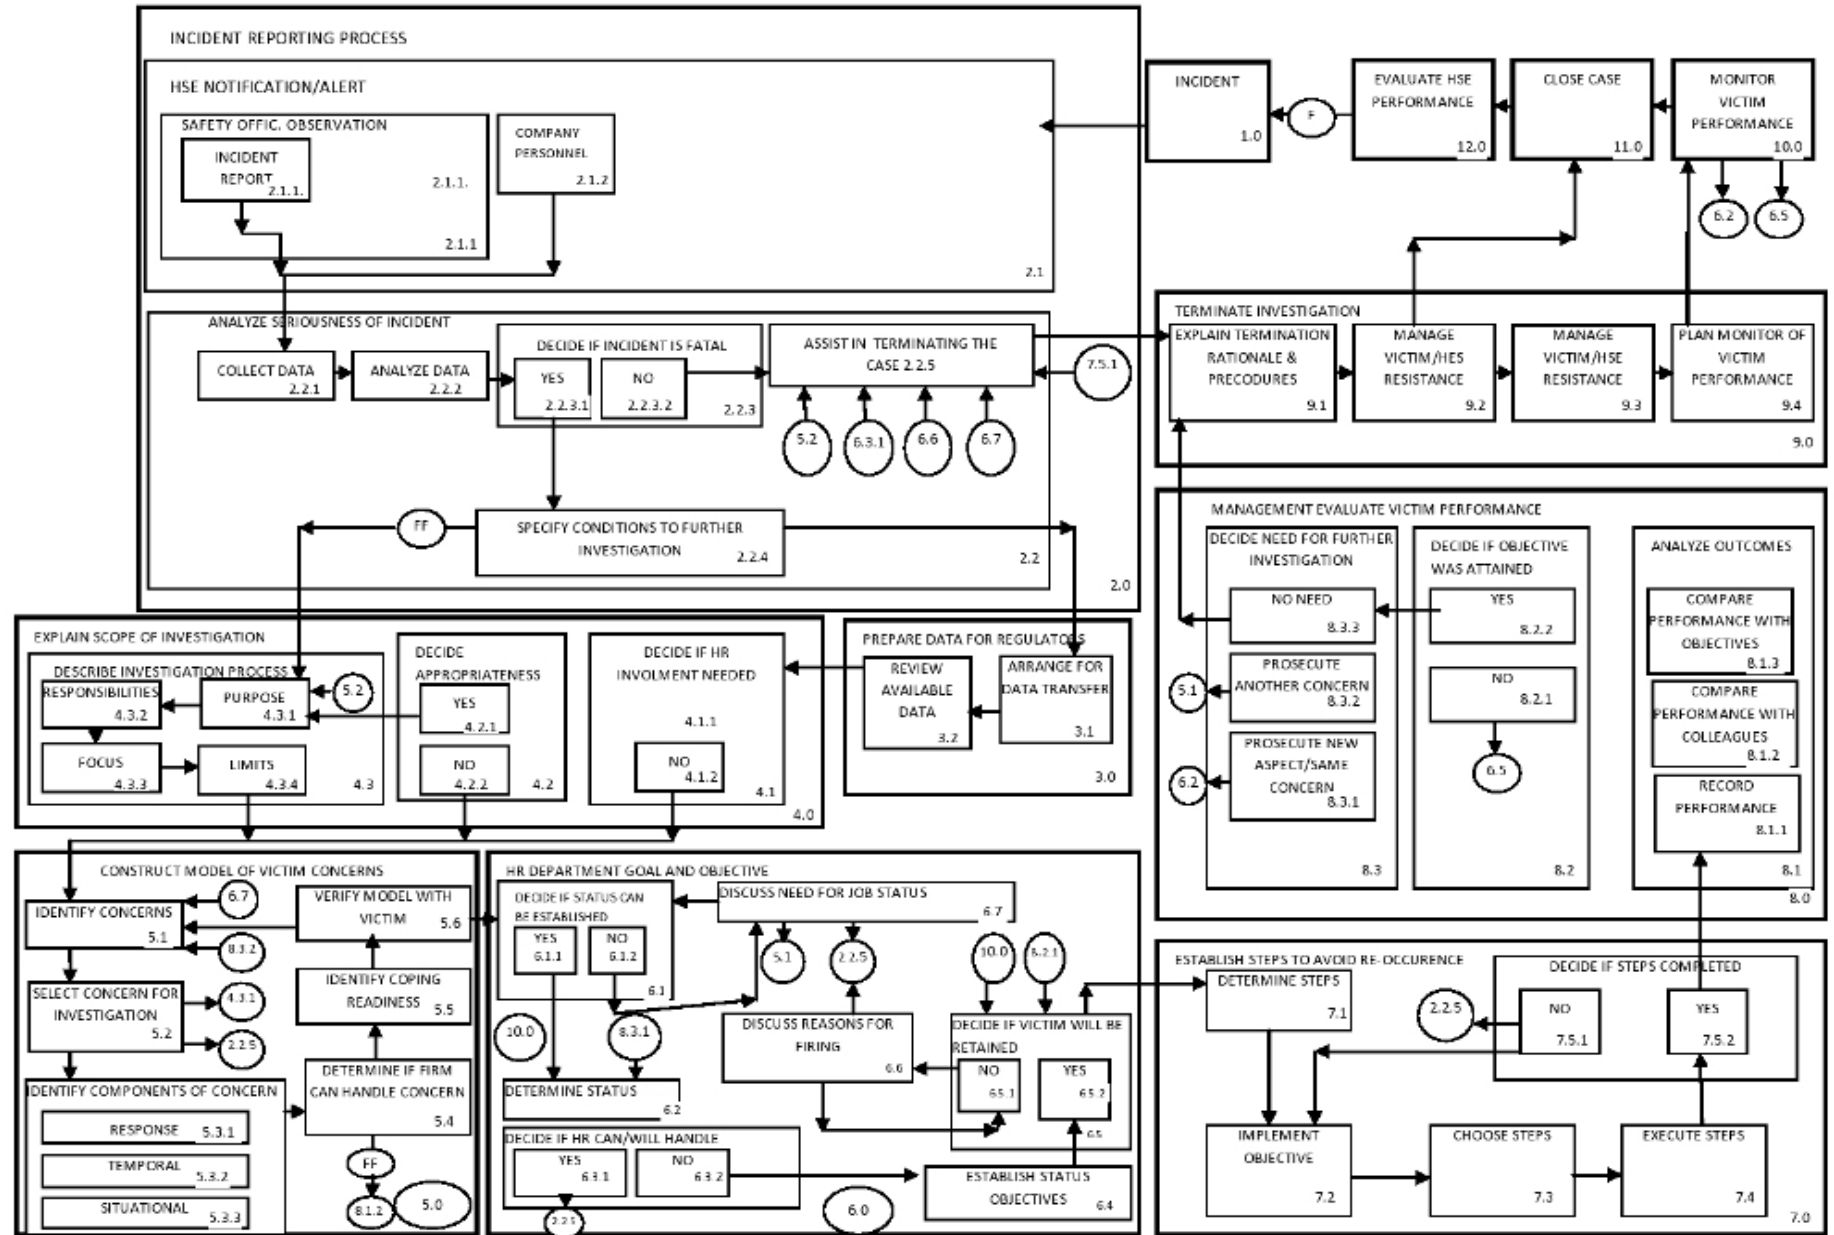 INCIDENT REPORTING PROCESS
HSE NOTIFICATION/ALERT
SAFETY OFFIC. OBSERVATION
INCIDENT
REPORT
2.1.1.
2.1.1.
2.1.1
COMPANY
PERSONNEL
2.1.2
2.1
INCIDENT
1.0
F
EVALUATE HSE
PERFORMANCE
12.0
CLOSE CASE
11.0
MONITOR
VICTIM
PERFORMANCE
10.0
6.2
6.5
ANALYZE SERIOUSNESS OF INCIDENT
COLLECT DATA
2.2.1
ANALYZE DATA
2.2.2
DECIDE IF INCIDENT IS FATAL
YES
2.2.3.1
NO
2.2.3.2
2.2.3
ASSIST IN TERMINATING THE
CASE 2.2.5
7.5.1
5.2
6.3.1
6.6
6.7
FF
SPECIFY CONDITIONS TO FURTHER
INVESTIGATION
2.2.4
2.2
2.0
TERMINATE INVESTIGATION
EXPLAIN TERMINATION
RATIONALE &
PRECODURES
9.1
MANAGE
VICTIM/HES
RESISTANCE
9.2
MANAGE
VICTIM/HSE
RESISTANCE
9.3
PLAN MONITOR OF
VICTIM
PERFORMANCE
9.4
9.0
MANAGEMENT EVALUATE VICTIM PERFORMANCE
DECIDE NEED FOR FURTHER
INVESTIGATION
NO NEED
8.3.3
PROSECUTE
ANOTHER CONCERN
8.3.2
5.1
PROSECUTE NEW
ASPECT/SAME
CONCERN
8.3.1
6.2
8.3
DECIDE IF OBJECTIVE
WAS ATTAINED
YES
8.2.2
NO
8.2.1
6.5
8.2
ANALYZE OUTCOMES
COMPARE
PERFORMANCE WITH
OBJECTIVES
8.1.3
COMPARE
PERFORMANCE WITH
COLLEAGUES
8.1.2
RECORD
PERFORMANCE
8.1.1
8.1
8.0
EXPLAIN SCOPE OF INVESTIGATION
DESCRIBE INVESTIGATION PROCESS
RESPONSIBILITIES
4.3.2
PURPOSE
4.3.1
5.2
FOCUS
4.3.3
LIMITS
4.3.4
4.3
DECIDE
APPROPRIATENESS
YES
4.2.1
NO
4.2.2
4.2
DECIDE IF HR
INVOLMENT NEEDED
4.1.1
NO
4.1.2
4.1
4.0
PREPARE DATA FOR REGULATORS
REVIEW
AVAILABLE
DATA
3.2
ARRANGE FOR
DATA TRANSFER
3.1
3.0
CONSTRUCT MODEL OF VICTIM CONCERNS
IDENTIFY CONCERNS
5.1
6.7
8.3.2
VERIFY MODEL WITH
VICTIM
5.6
SELECT CONCERN FOR
INVESTIGATION
5.2
4.3.1
2.2.5
IDENTIFY COPING
READINESS
5.5
DETERMINE IF FIRM
CAN HANDLE CONCERN
5.4
IDENTIFY COMPONENTS OF CONCERN
RESPONSE
5.3.1
TEMPORAL
5.3.2
SITUATIONAL
5.3.3
FF
8.1.2
5.0
HR DEPARTMENT GOAL AND OBJECTIVE
DECIDE IF STATUS CAN
BE ESTABLISHED
YES
6.1.1
NO
6.1.2
6.1
DISCUSS NEED FOR JOB STATUS
6.7
5.1
2.2.5
10.0
8.2.1
10.0
8.3.1
DETERMINE STATUS
6.2
DISCUSS REASONS FOR
FIRING
6.6
DECIDE IF VICTIM WILL BE
RETAINED
NO
6.5.1
YES
6.5.2
6.5
DECIDE IF HR CAN/WILL HANDLE
YES
6.3.1
NO
6.3.2
2.2.5
6.0
ESTABLISH STATUS
OBJECTIVES
6.4
ESTABLISH STEPS TO AVOID RE-OCCURENCE
DETERMINE STEPS
7.1
DECIDE IF STEPS COMPLETED
2.2.5
NO
7.5.1
YES
7.5.2
IMPLEMENT
OBJECTIVE
7.2
CHOOSE STEPS
7.3
EXECUTE STEPS
7.4
7.0